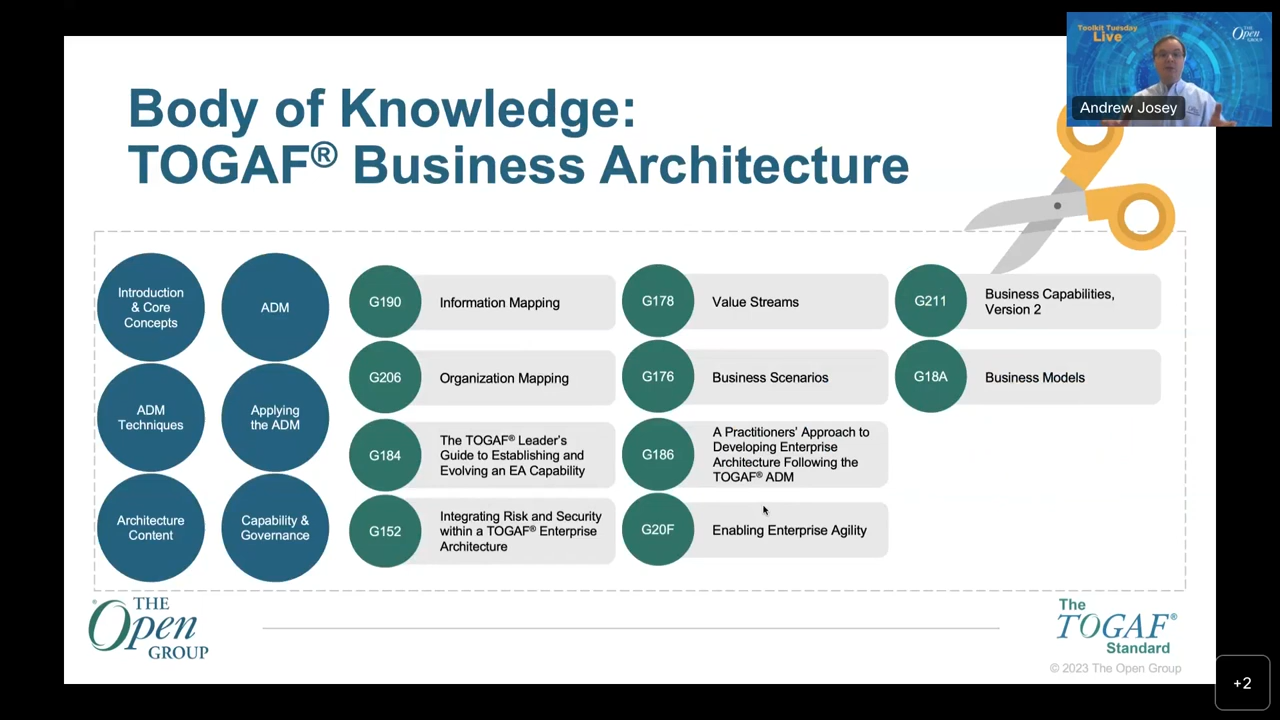 Toolkit Tuesday
Live
THE
Open
GROUP
Andrew Josey
Body of Knowledge:
TOGAF® Business Architecture
Introduction
& Core
Concepts
ADM
ADM
Techniques
Applying
the ADM
Architecture
Content
Capability &
Governance
G190
Information Mapping
G206
Organization Mapping
G184
The TOGAF® Leader's
Guide to Establishing and
Evolving an EA Capability
G152
Integrating Risk and Security
within a TOGAF® Enterprise
Architecture
G178
Value Streams
G176
Business Scenarios
G186
A Practitioners' Approach to
Developing Enterprise
Architecture Following the
TOGAF® ADM
G20F
Enabling Enterprise Agility
G211
Business Capabilities,
Version 2
G18A
Business Models
THE
Open
GROUP
®
The
TOGAF®
Standard
© 2023 The Open Group
+2